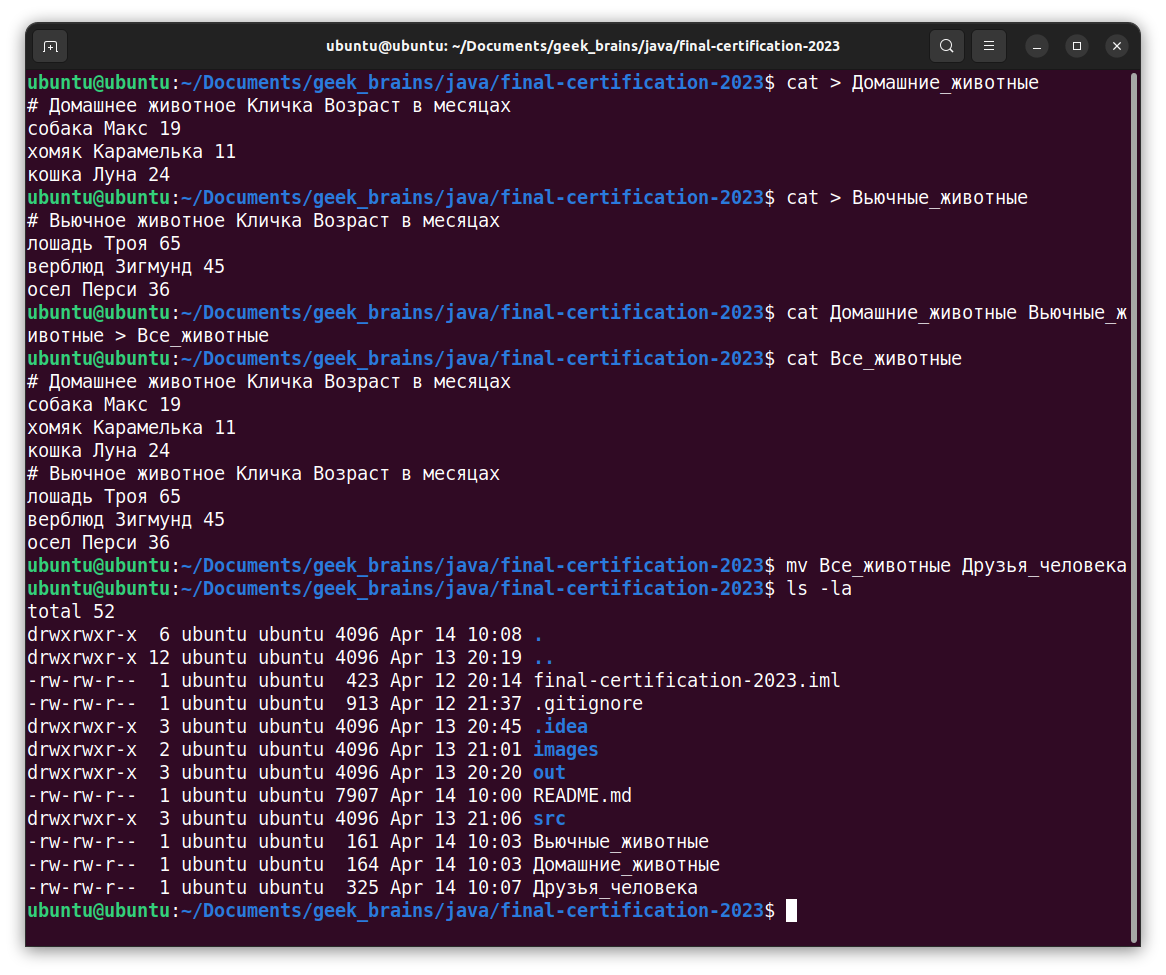 ubuntu@ubuntu: ~/Documents/geek_brains/java/final-certification-2023
ubuntu@ubuntu:~/Documents/geek_brains/java/final-certification-2023$ cat > Домашние_животные
# Домашнее животное Кличка Возраст в месяцах
собака Макс 19
хомяк Карамелька 11
кошка Луна 24
ubuntu@ubuntu:~/Documents/geek_brains/java/final-certification-2023$ cat > Вьючные_животные
# Вьючное животное Кличка Возраст в месяцах
лошадь Троя 65
верблюд Зигмунд 45
осел Перси 36
ubuntu@ubuntu:~/Documents/geek_brains/java/final-certification-2023$ cat Домашние_животные Вьючные_ж
ивотные > Все_животные
ubuntu@ubuntu:~/Documents/geek_brains/java/final-certification-2023$ cat Все_животные
# Домашнее животное Кличка Возраст в месяцах
собака Макс 19
хомяк Карамелька 11
кошка Луна 24
# Вьючное животное Кличка Возраст в месяцах
лошадь Троя 65
верблюд Зигмунд 45
осел Перси 36
ubuntu@ubuntu:~/Documents/geek_brains/java/final-certification-2023$ mv Все_животные Друзья_человека
ubuntu@ubuntu:~/Documents/geek_brains/java/final-certification-2023$ ls -la
total 52
drwxrwxr-x  6 ubuntu ubuntu 4096 Apr 14 10:08 .
drwxrwxr-x 12 ubuntu ubuntu 4096 Apr 13 20:19 ..
-rw-rw-r--  1 ubuntu ubuntu  423 Apr 12 20:14 final-certification-2023.iml
-rw-rw-r--  1 ubuntu ubuntu  913 Apr 12 21:37 .gitignore
drwxrwxr-x  3 ubuntu ubuntu 4096 Apr 13 20:45 .idea
drwxrwxr-x  2 ubuntu ubuntu 4096 Apr 13 21:01 images
drwxrwxr-x  3 ubuntu ubuntu 4096 Apr 13 20:20 out
-rw-rw-r--  1 ubuntu ubuntu 7907 Apr 14 10:00 README.md
drwxrwxr-x  3 ubuntu ubuntu 4096 Apr 13 21:06 src
-rw-rw-r--  1 ubuntu ubuntu  161 Apr 14 10:03 Вьючные_животные
-rw-rw-r--  1 ubuntu ubuntu  164 Apr 14 10:03 Домашние_животные
-rw-rw-r--  1 ubuntu ubuntu  325 Apr 14 10:07 Друзья_человека
ubuntu@ubuntu:~/Documents/geek_brains/java/final-certification-2023$